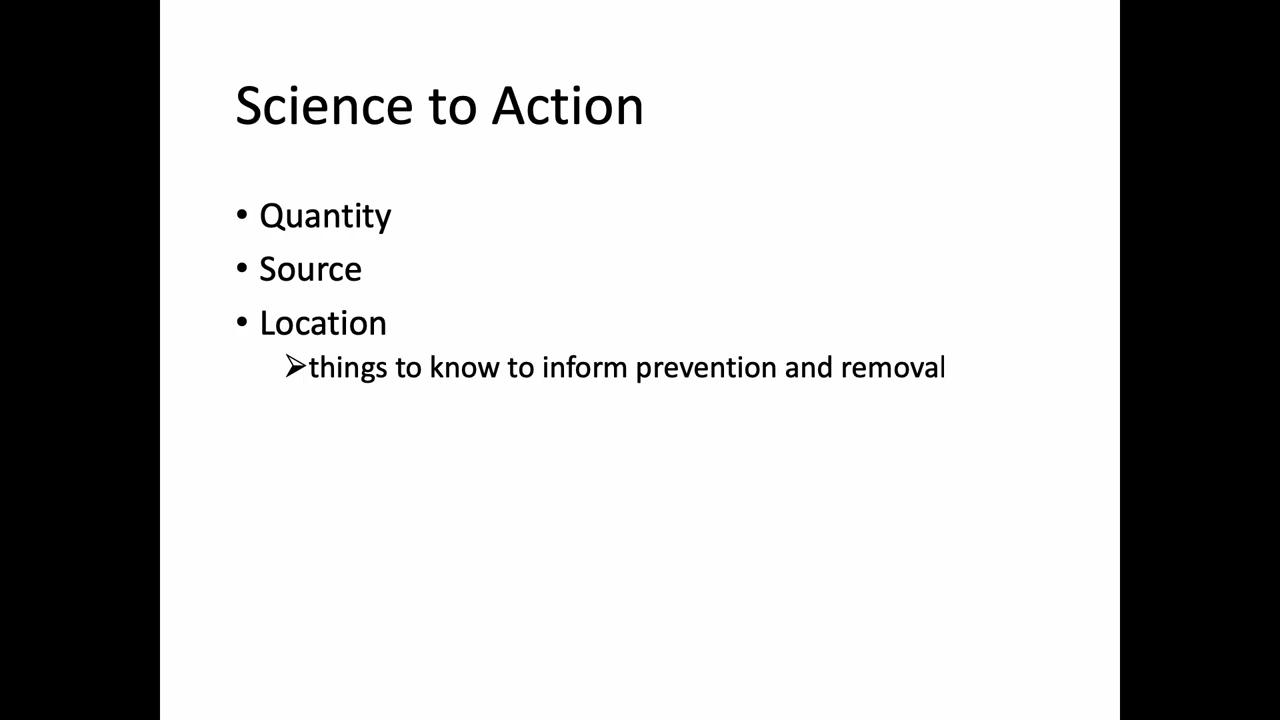 Science to Action
• Quantity
• Source
• Location
➢things to know to inform prevention and removal